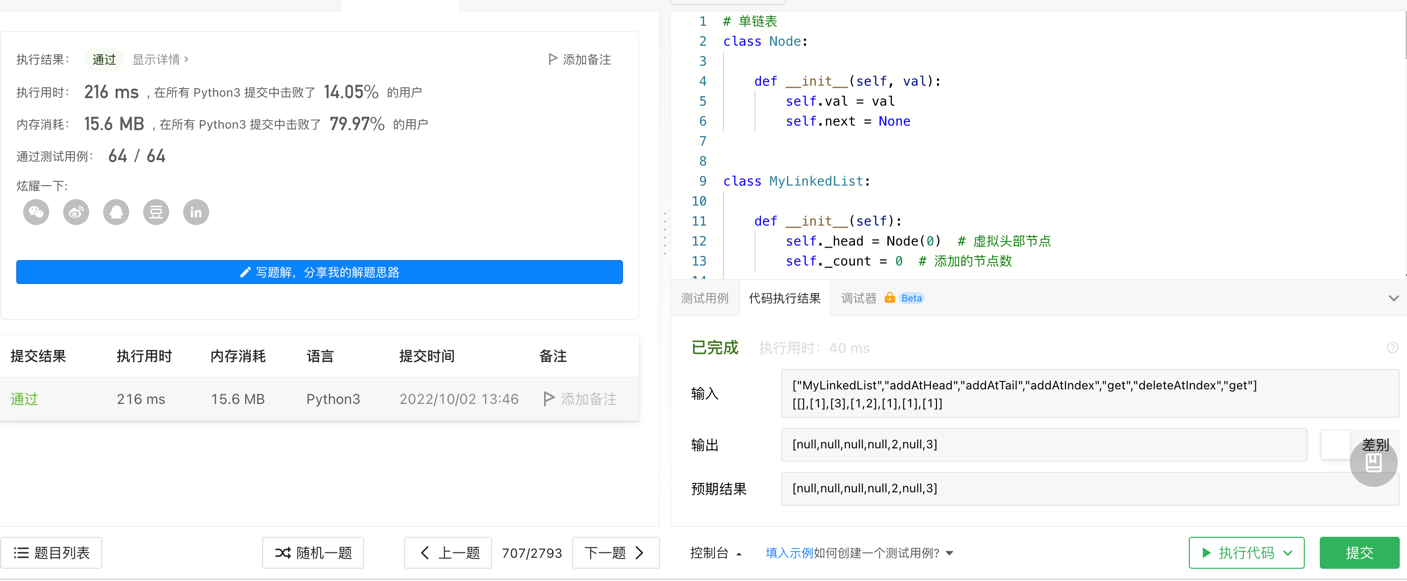 执行结果： 通过 显示详情 ›
添加备注
执行用时： 216 ms ，在所有 Python3 提交中击败了 14.05% 的用户
内存消耗： 15.6 MB ，在所有 Python3 提交中击败了 79.97% 的用户
通过测试用例： 64 / 64
炫耀一下:
豆 in
写题解，分享我的解题思路
提交结果 执行用时 内存消耗 语言 提交时间 备注
通过 216 ms 15.6 MB Python3 2022/10/02 13:46 添加备注
题目列表 随机一题 上一题 707/2793 下一题
1 # 单链表
2 class Node:
3
4 def __init__(self, val):
5 self.val = val
6 self.next = None
7
8
9 class MyLinkedList:
10
11 def __init__(self):
12 self._head = Node(0)  # 虚拟头部节点
13 self._count = 0  # 添加的节点数
14
测试用例 代码执行结果 调试器 Beta
已完成 执行用时：40 ms
输入
["MyLinkedList","addAtHead","addAtTail","addAtIndex","get","deleteAtIndex","get"]
[[],[1],[3],[1,2],[1],[1],[1]]
输出 [null,null,null,null,2,null,3] 差别
预期结果 [null,null,null,null,2,null,3]
控制台 填入示例 如何创建一个测试用例? 执行代码 提交